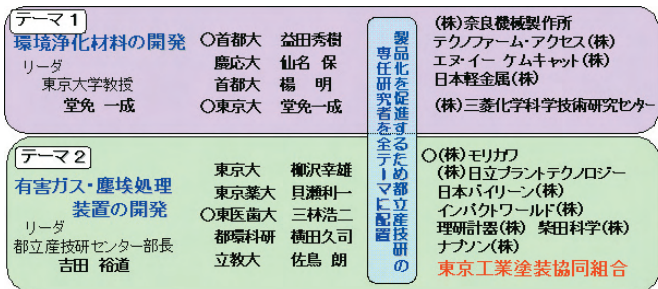 テーマ1
環境浄化材料の開発
リーダ
東京大学教授
堂免 一成
○首都大 益田秀樹
慶応大 仙名 保
首都大 楊 明
○東京大 堂免一成
製品化を促進するため都立産技研の
専任研究者を全テーマに配置
(株)奈良機械製作所
テクノファーム・アクセス(株)
エヌ・イー ケムキャット(株)
日本軽金属(株)
(株)三菱化学科学技術研究センター
テーマ2
有害ガス・塵埃処理
装置の開発
リーダ
都立産技研センター部長
吉田 裕道
東京大 柳沢幸雄
東京薬大 貝瀬利一
○東医歯大 三林浩二
都環科研 横田久司
立教大 佐島 朗
○(株)モリカワ
(株)日立プラントテクノロジー
日本バイリーン(株)
インパクトワールド(株)
理研計器(株) 柴田科学(株)
ナプソン(株)
東京工業塗装協同組合